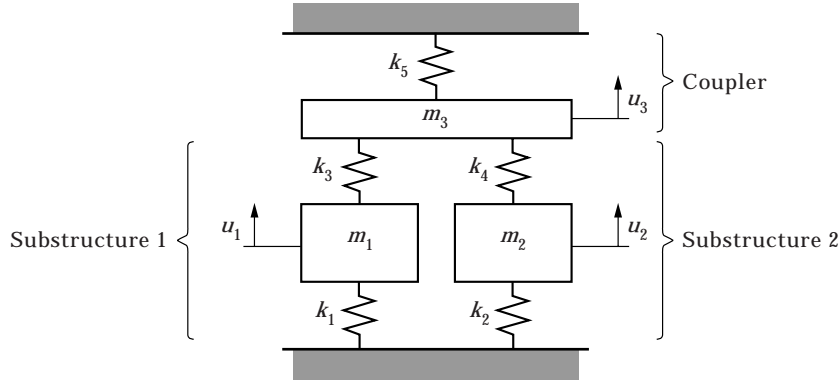 k5
Coupler
u3
m3
k3
k4
u1
m1
m2
u2
Substructure 1
Substructure 2
k1
k2